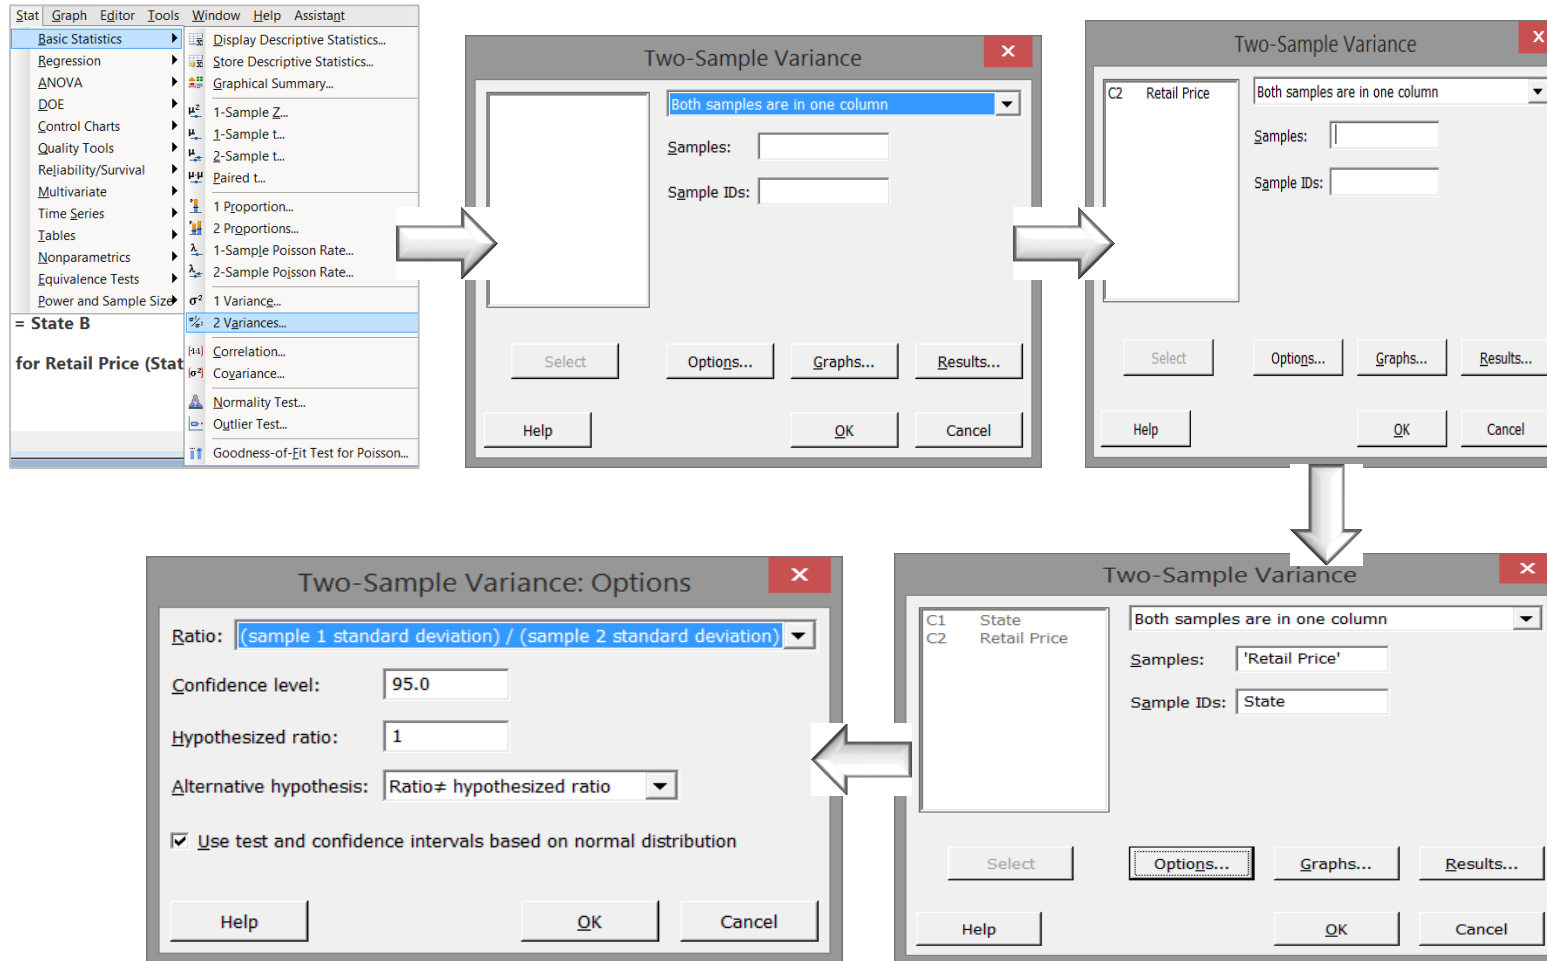 Stat Graph Editor Tools Window Help Assistant
Basic Statistics
Regression
ANOVA
DOE
Control Charts
Quality Tools
Reliability/Survival
Multivariate
Time Series
Tables
Nonparametrics
Equivalence Tests
Power and Sample Size
= State B
for Retail Price (Stat
Display Descriptive Statistics...
Store Descriptive Statistics...
Graphical Summary...
1-Sample Z...
1-Sample t...
2-Sample t...
Paired t...
1 Proportion...
2 Proportions...
1-Sample Poisson Rate...
2-Sample Poisson Rate...
σ² 1 Variance...
2 Variances...
Correlation...
Covariance...
Normality Test...
Outlier Test...
Goodness-of-Fit Test for Poisson...
Two-Sample Variance
Both samples are in one column
Samples:
Sample IDs:
Select Options... Graphs... Results...
Help OK Cancel
Two-Sample Variance
C2 Retail Price
Both samples are in one column
Samples:
Sample IDs:
Select Options... Graphs... Results...
Help OK Cancel
Two-Sample Variance
C1 State
C2 Retail Price
Both samples are in one column
Samples: 'Retail Price'
Sample IDs: State
Select Options... Graphs... Results...
Help OK Cancel
Two-Sample Variance: Options
Ratio: (sample 1 standard deviation) / (sample 2 standard deviation)
Confidence level: 95.0
Hypothesized ratio: 1
Alternative hypothesis: Ratio≠ hypothesized ratio
Use test and confidence intervals based on normal distribution
Help OK Cancel